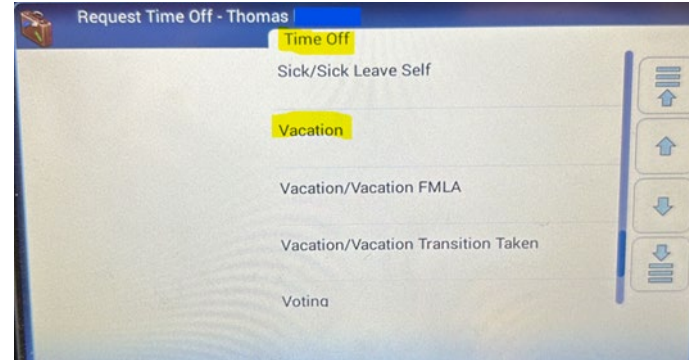 Request Time Off - Thomas
Time Off
Sick/Sick Leave Self
Vacation
Vacation/Vacation FMLA
Vacation/Vacation Transition Taken
Voting